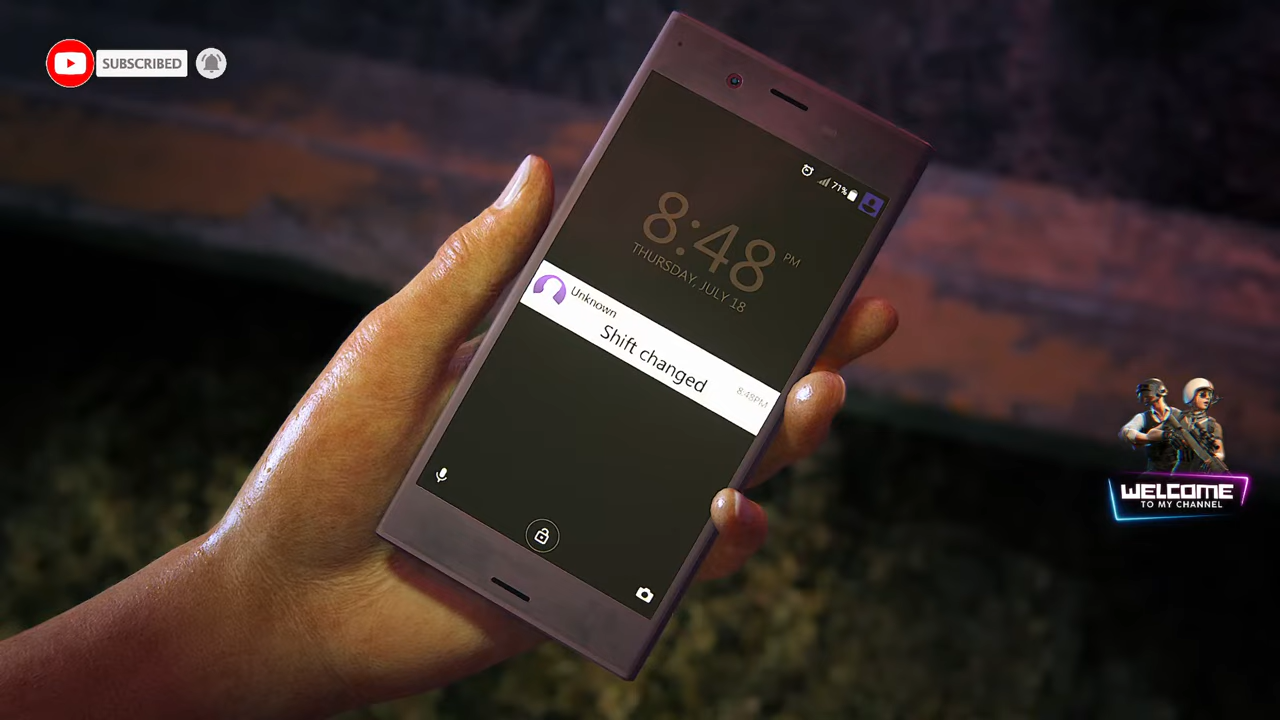 SUBSCRIBED
71%
8:48 PM
THURSDAY, JULY 18
Unknown
Shift changed
8:48PM
WELCOME
TO MY CHANNEL